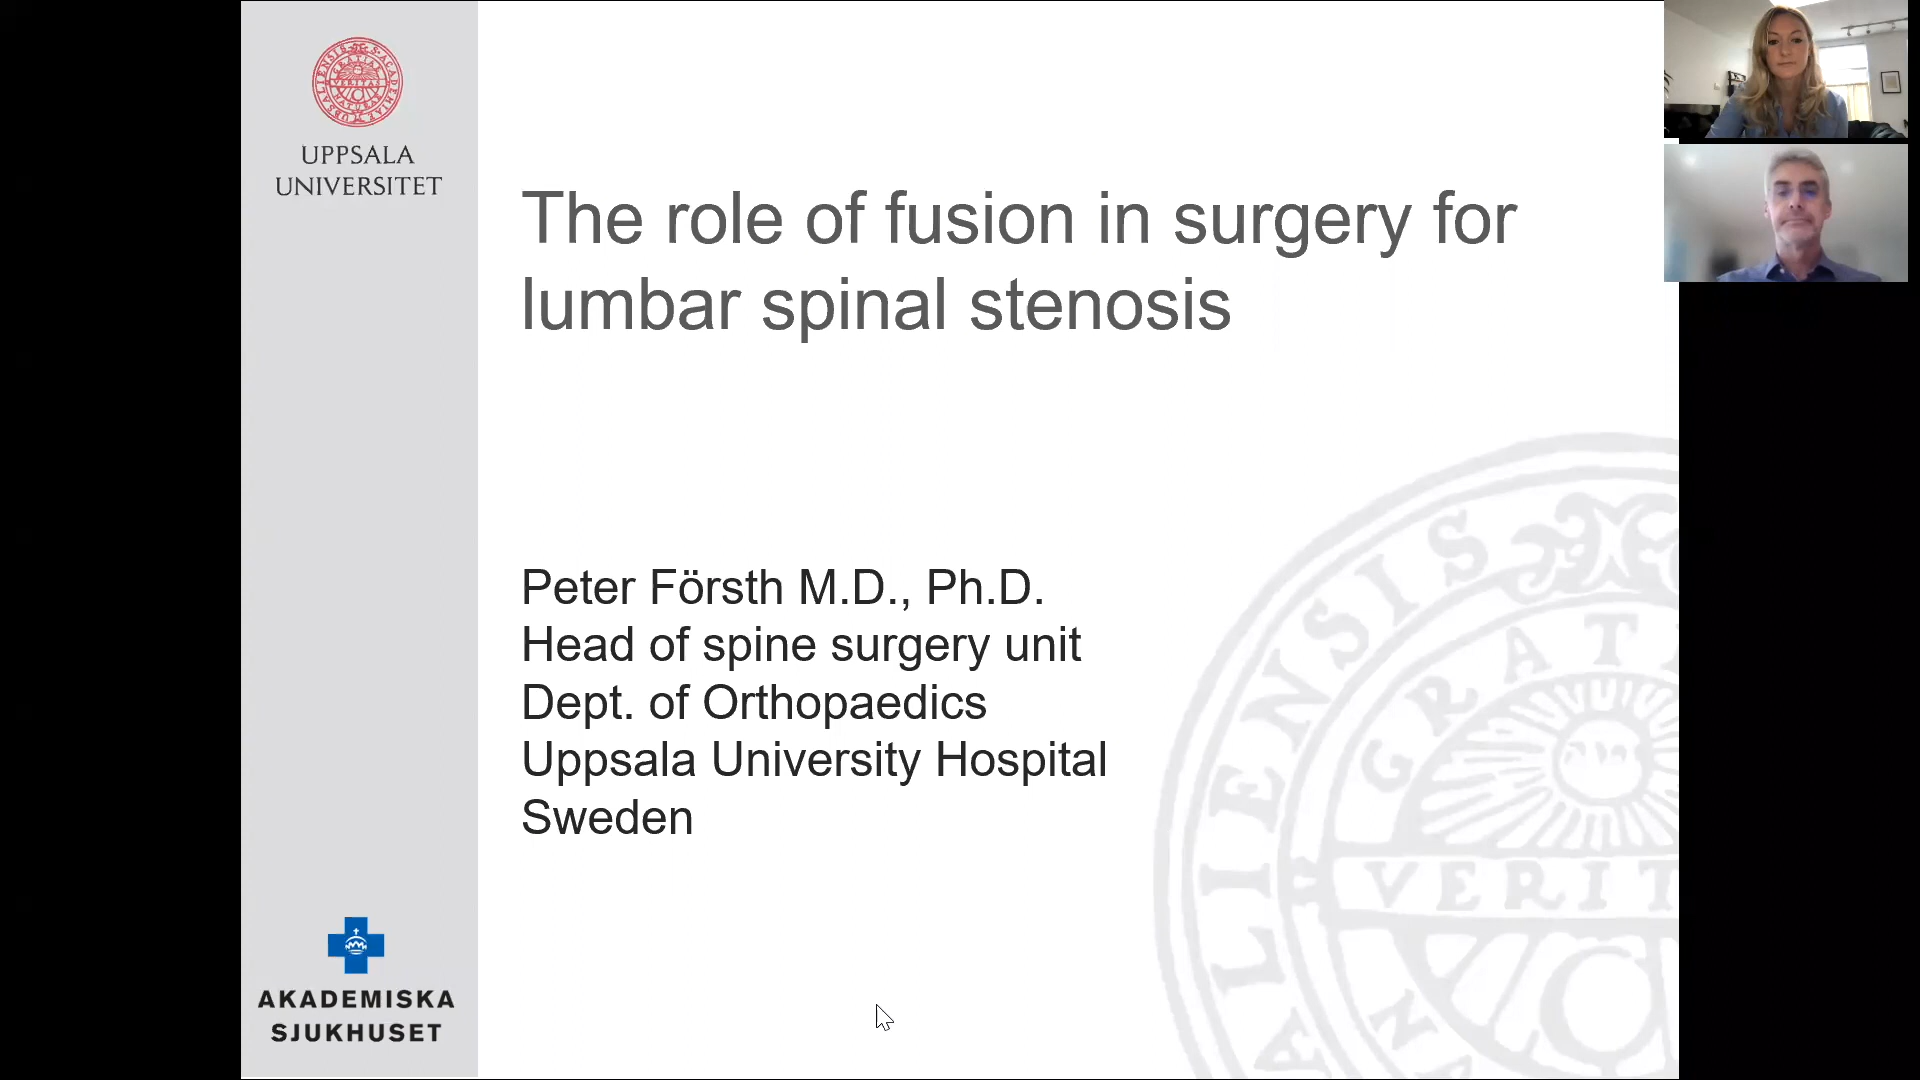 UPPSALA
UNIVERSITET
The role of fusion in surgery for
lumbar spinal stenosis
Peter Försth M.D., Ph.D.
Head of spine surgery unit
Dept. of Orthopaedics
Uppsala University Hospital
Sweden
AKADEMISKA
SJUKHUSET